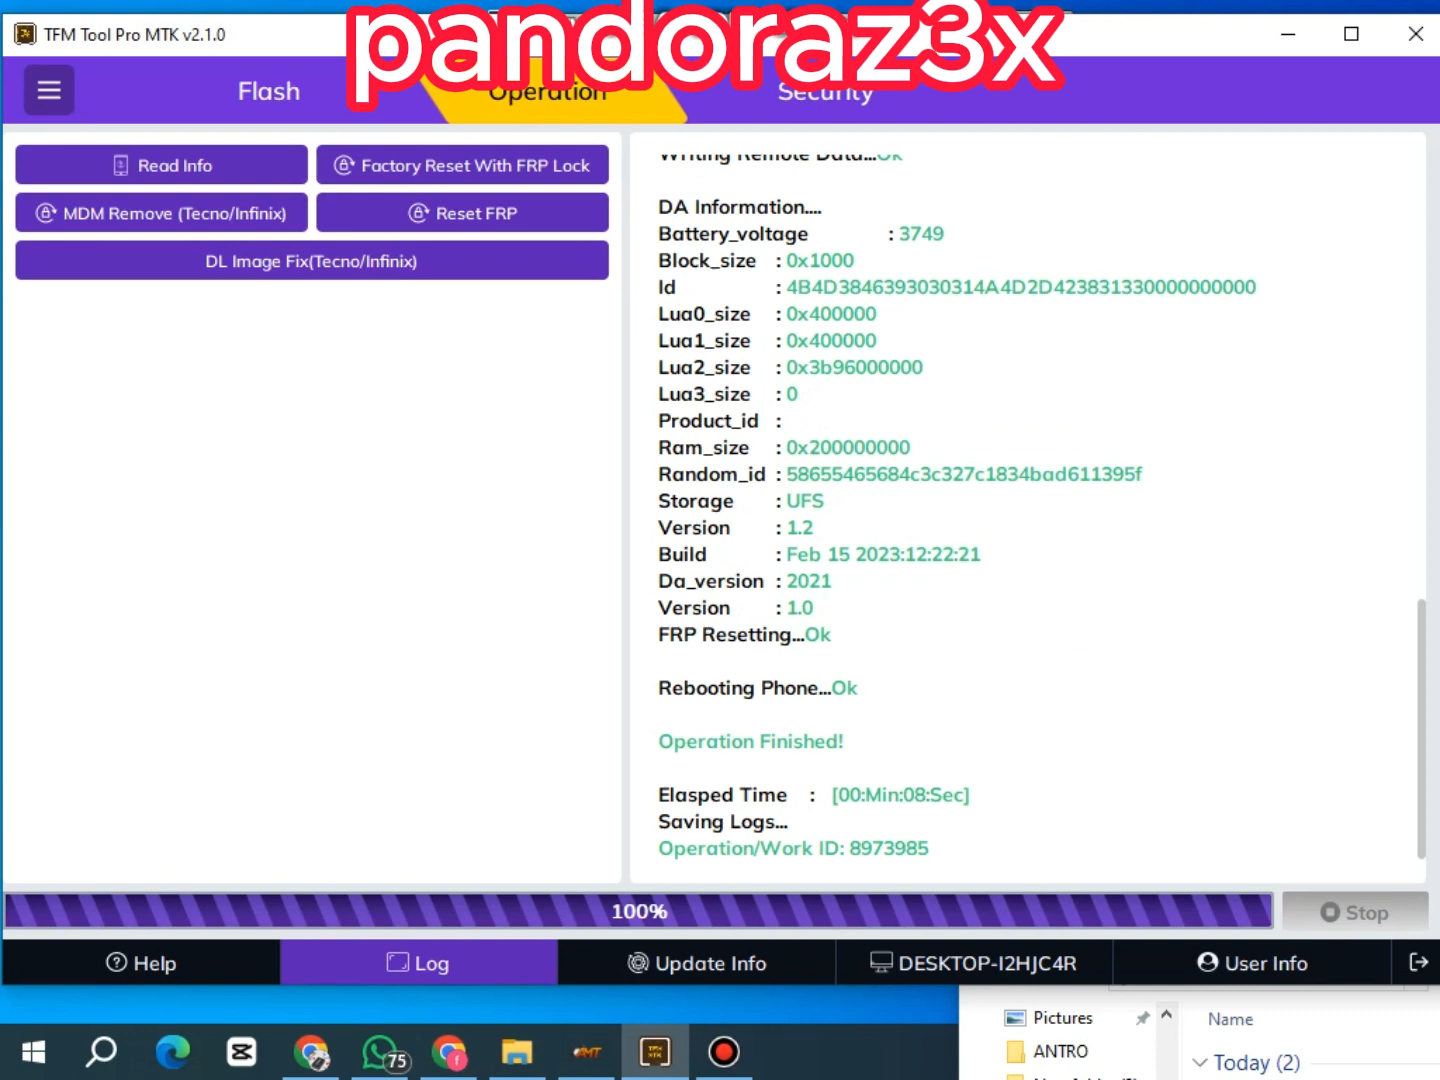 TFM Tool Pro MTK v2.1.0
pandoraz3x
Flash
Operation
Security
Read Info
Factory Reset With FRP Lock
MDM Remove (Tecno/Infinix)
Reset FRP
DL Image Fix(Tecno/Infinix)
Writing Remote Data...Ok
DA Information....
Battery_voltage : 3749
Block_size : 0x1000
Id : 4B4D3846393030314A4D2D423831330000000000
Lua0_size : 0x400000
Lua1_size : 0x400000
Lua2_size : 0x3b96000000
Lua3_size : 0
Product_id :
Ram_size : 0x200000000
Random_id : 58655465684c3c327c1834bad611395f
Storage : UFS
Version : 1.2
Build : Feb 15 2023:12:22:21
Da_version : 2021
Version : 1.0
FRP Resetting...Ok
Rebooting Phone...Ok
Operation Finished!
Elasped Time : [00:Min:08:Sec]
Saving Logs...
Operation/Work ID: 8973985
100%
Stop
Help
Log
Update Info
DESKTOP-I2HJC4R
User Info
Pictures
Name
ANTRO
Today (2)
75